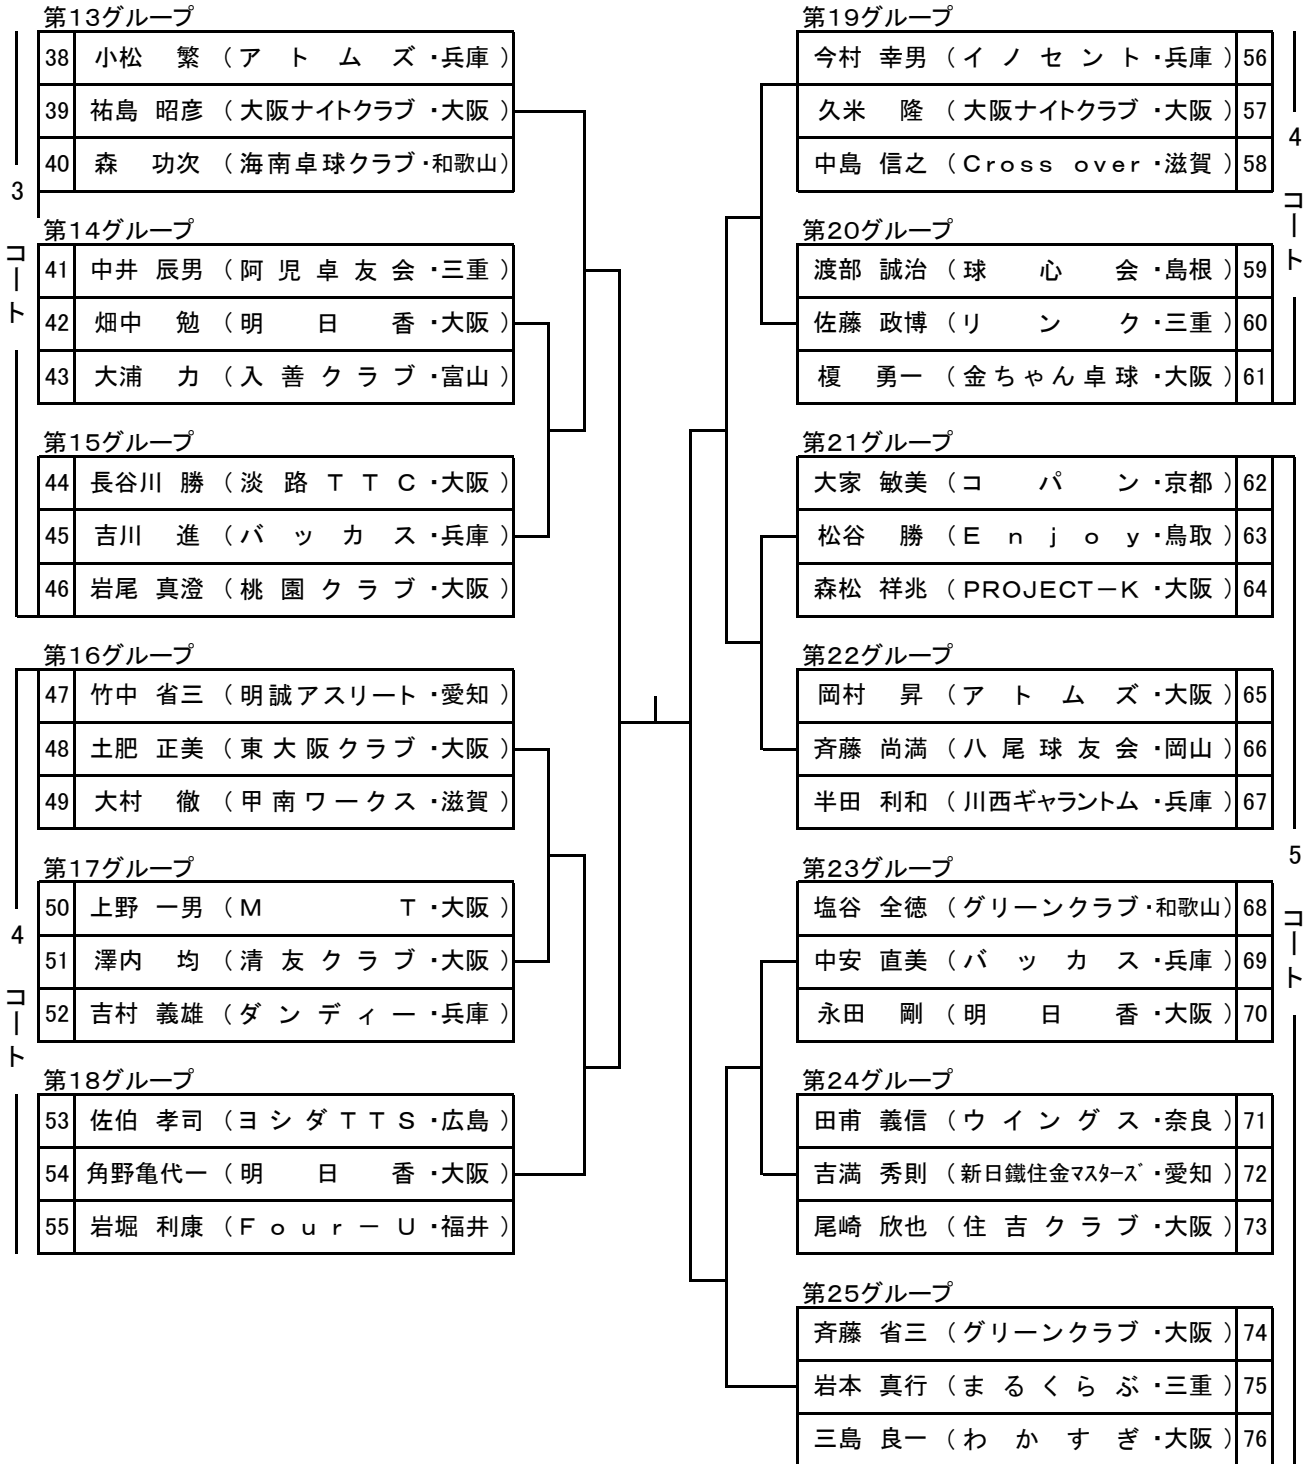 第13グループ
38 小松 繁 （ア ト ム ズ ・兵庫）
39 祐島 昭彦 （大阪ナイトクラブ ・大阪）
40 森 功次 （海南卓球クラブ・和歌山）
第14グループ
41 中井 辰男 （阿 児 卓 友 会 ・三重）
42 畑中 勉 （明 日 香 ・大阪）
43 大浦 力 （入 善 ク ラ ブ ・富山）
第15グループ
44 長谷川 勝 （淡 路 Ｔ Ｔ Ｃ ・大阪）
45 吉川 進 （バ ッ カ ス ・兵庫）
46 岩尾 真澄 （桃 園 ク ラ ブ ・大阪）
3 コート
第16グループ
47 竹中 省三 （明誠アスリート ・愛知）
48 土肥 正美 （東大阪クラブ ・大阪）
49 大村 徹 （甲南ワークス ・滋賀）
第17グループ
50 上野 一男 （Ｍ Ｔ ・大阪）
51 澤内 均 （清 友 ク ラ ブ ・大阪）
52 吉村 義雄 （ダ ン デ ィ ー ・兵庫）
第18グループ
53 佐伯 孝司 （ヨ シ ダ Ｔ Ｔ Ｓ ・広島）
54 角野亀代一 （明 日 香 ・大阪）
55 岩堀 利康 （Ｆ ｏ ｕ ｒ － Ｕ ・福井）
4 コート
第19グループ
今村 幸男 （イ ノ セ ン ト ・兵庫） 56
久米 隆 （大阪ナイトクラブ ・大阪） 57
中島 信之 （Ｃｒｏｓｓ ｏｖｅｒ ・滋賀） 58
第20グループ
渡部 誠治 （球 心 会 ・島根） 59
佐藤 政博 （リ ン ク ・三重） 60
榎 勇一 （金ちゃん卓球 ・大阪） 61
4 コート
第21グループ
大家 敏美 （コ パ ン ・京都） 62
松谷 勝 （Ｅ ｎ ｊ ｏ ｙ ・鳥取） 63
森松 祥兆 （PROJECT－K ・大阪） 64
第22グループ
岡村 昇 （ア ト ム ズ ・大阪） 65
斉藤 尚満 （八 尾 球 友 会 ・岡山） 66
半田 利和 （川西ギャラントム ・兵庫） 67
第23グループ
塩谷 全徳 （グリーンクラブ・和歌山） 68
中安 直美 （バ ッ カ ス ・兵庫） 69
永田 剛 （明 日 香 ・大阪） 70
第24グループ
田甫 義信 （ウ イ ン グ ス ・奈良） 71
吉満 秀則 （新日鐵住金ﾏｽﾀｰｽﾞ ・愛知） 72
尾崎 欣也 （住 吉 ク ラ ブ ・大阪） 73
第25グループ
斉藤 省三 （グリーンクラブ ・大阪） 74
岩本 真行 （ま る く ら ぶ ・三重） 75
三島 良一 （わ か す ぎ ・大阪） 76
5 コート